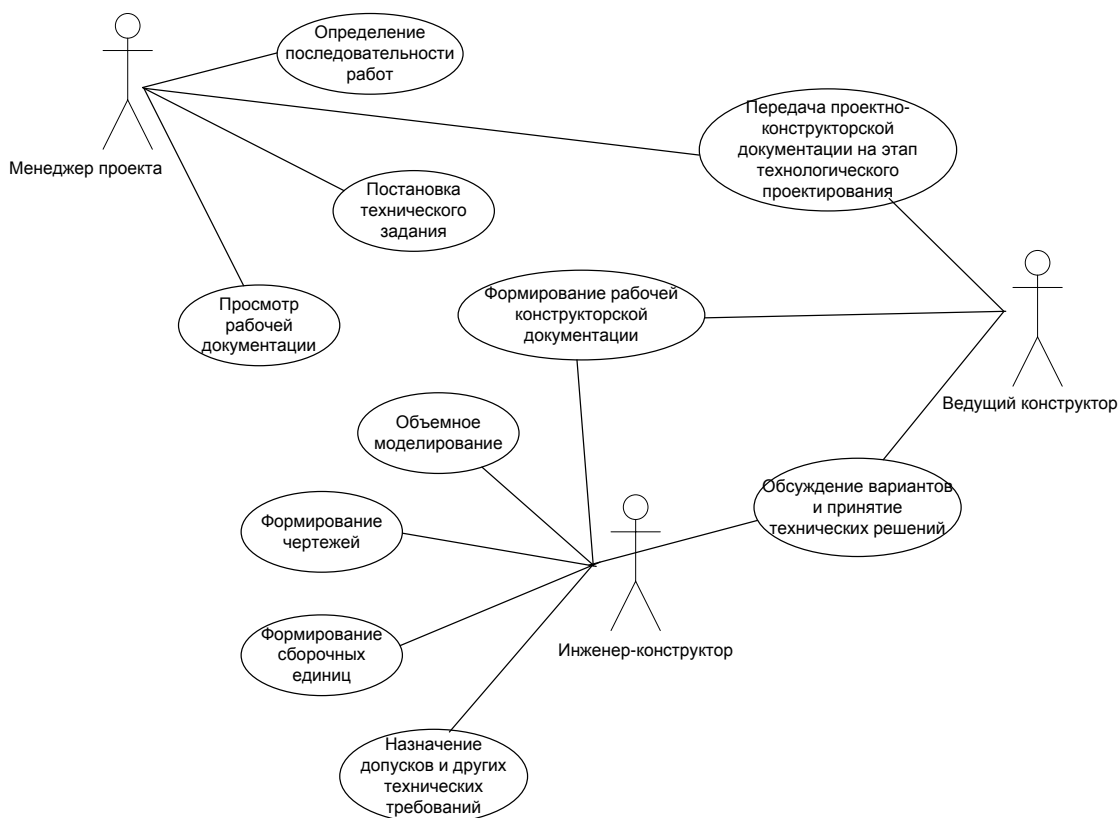 Определение
последовательности
работ
Передача проектно-
конструкторской
документации на этап
технологического
проектирования
Менеджер проекта
Постановка
технического
задания
Просмотр
рабочей
документации
Формирование рабочей
конструкторской
документации
Ведущий конструктор
Объемное
моделирование
Обсуждение вариантов
и принятие
технических решений
Формирование
чертежей
Формирование
сборочных
единиц
Инженер-конструктор
Назначение
допусков и других
технических
требований